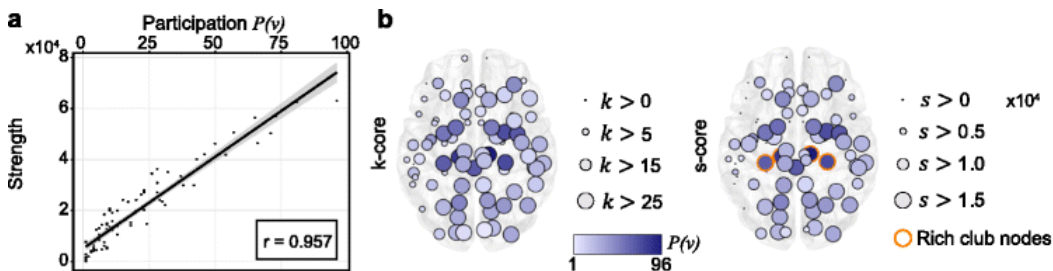 a
Participation P(v)
x10⁴ 0 25 50 75 100
8
6
4
2
0
Strength
r = 0.957
b
k-core
k > 0
k > 5
k > 15
k > 25
P(v)
1 96
s-core
s > 0 x10⁴
s > 0.5
s > 1.0
s > 1.5
Rich club nodes